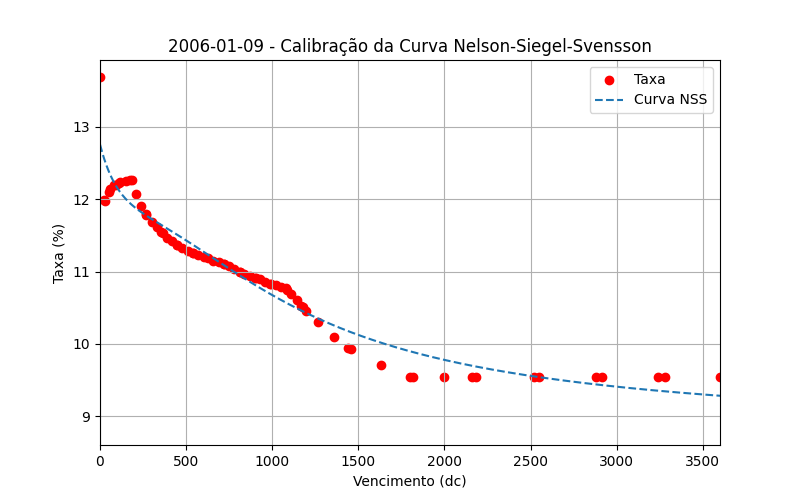 2006-01-09 - Calibração da Curva Nelson-Siegel-Svensson
Taxa
Curva NSS
Taxa (%)
13
12
11
10
9
0
500
1000
1500
2000
2500
3000
3500
Vencimento (dc)